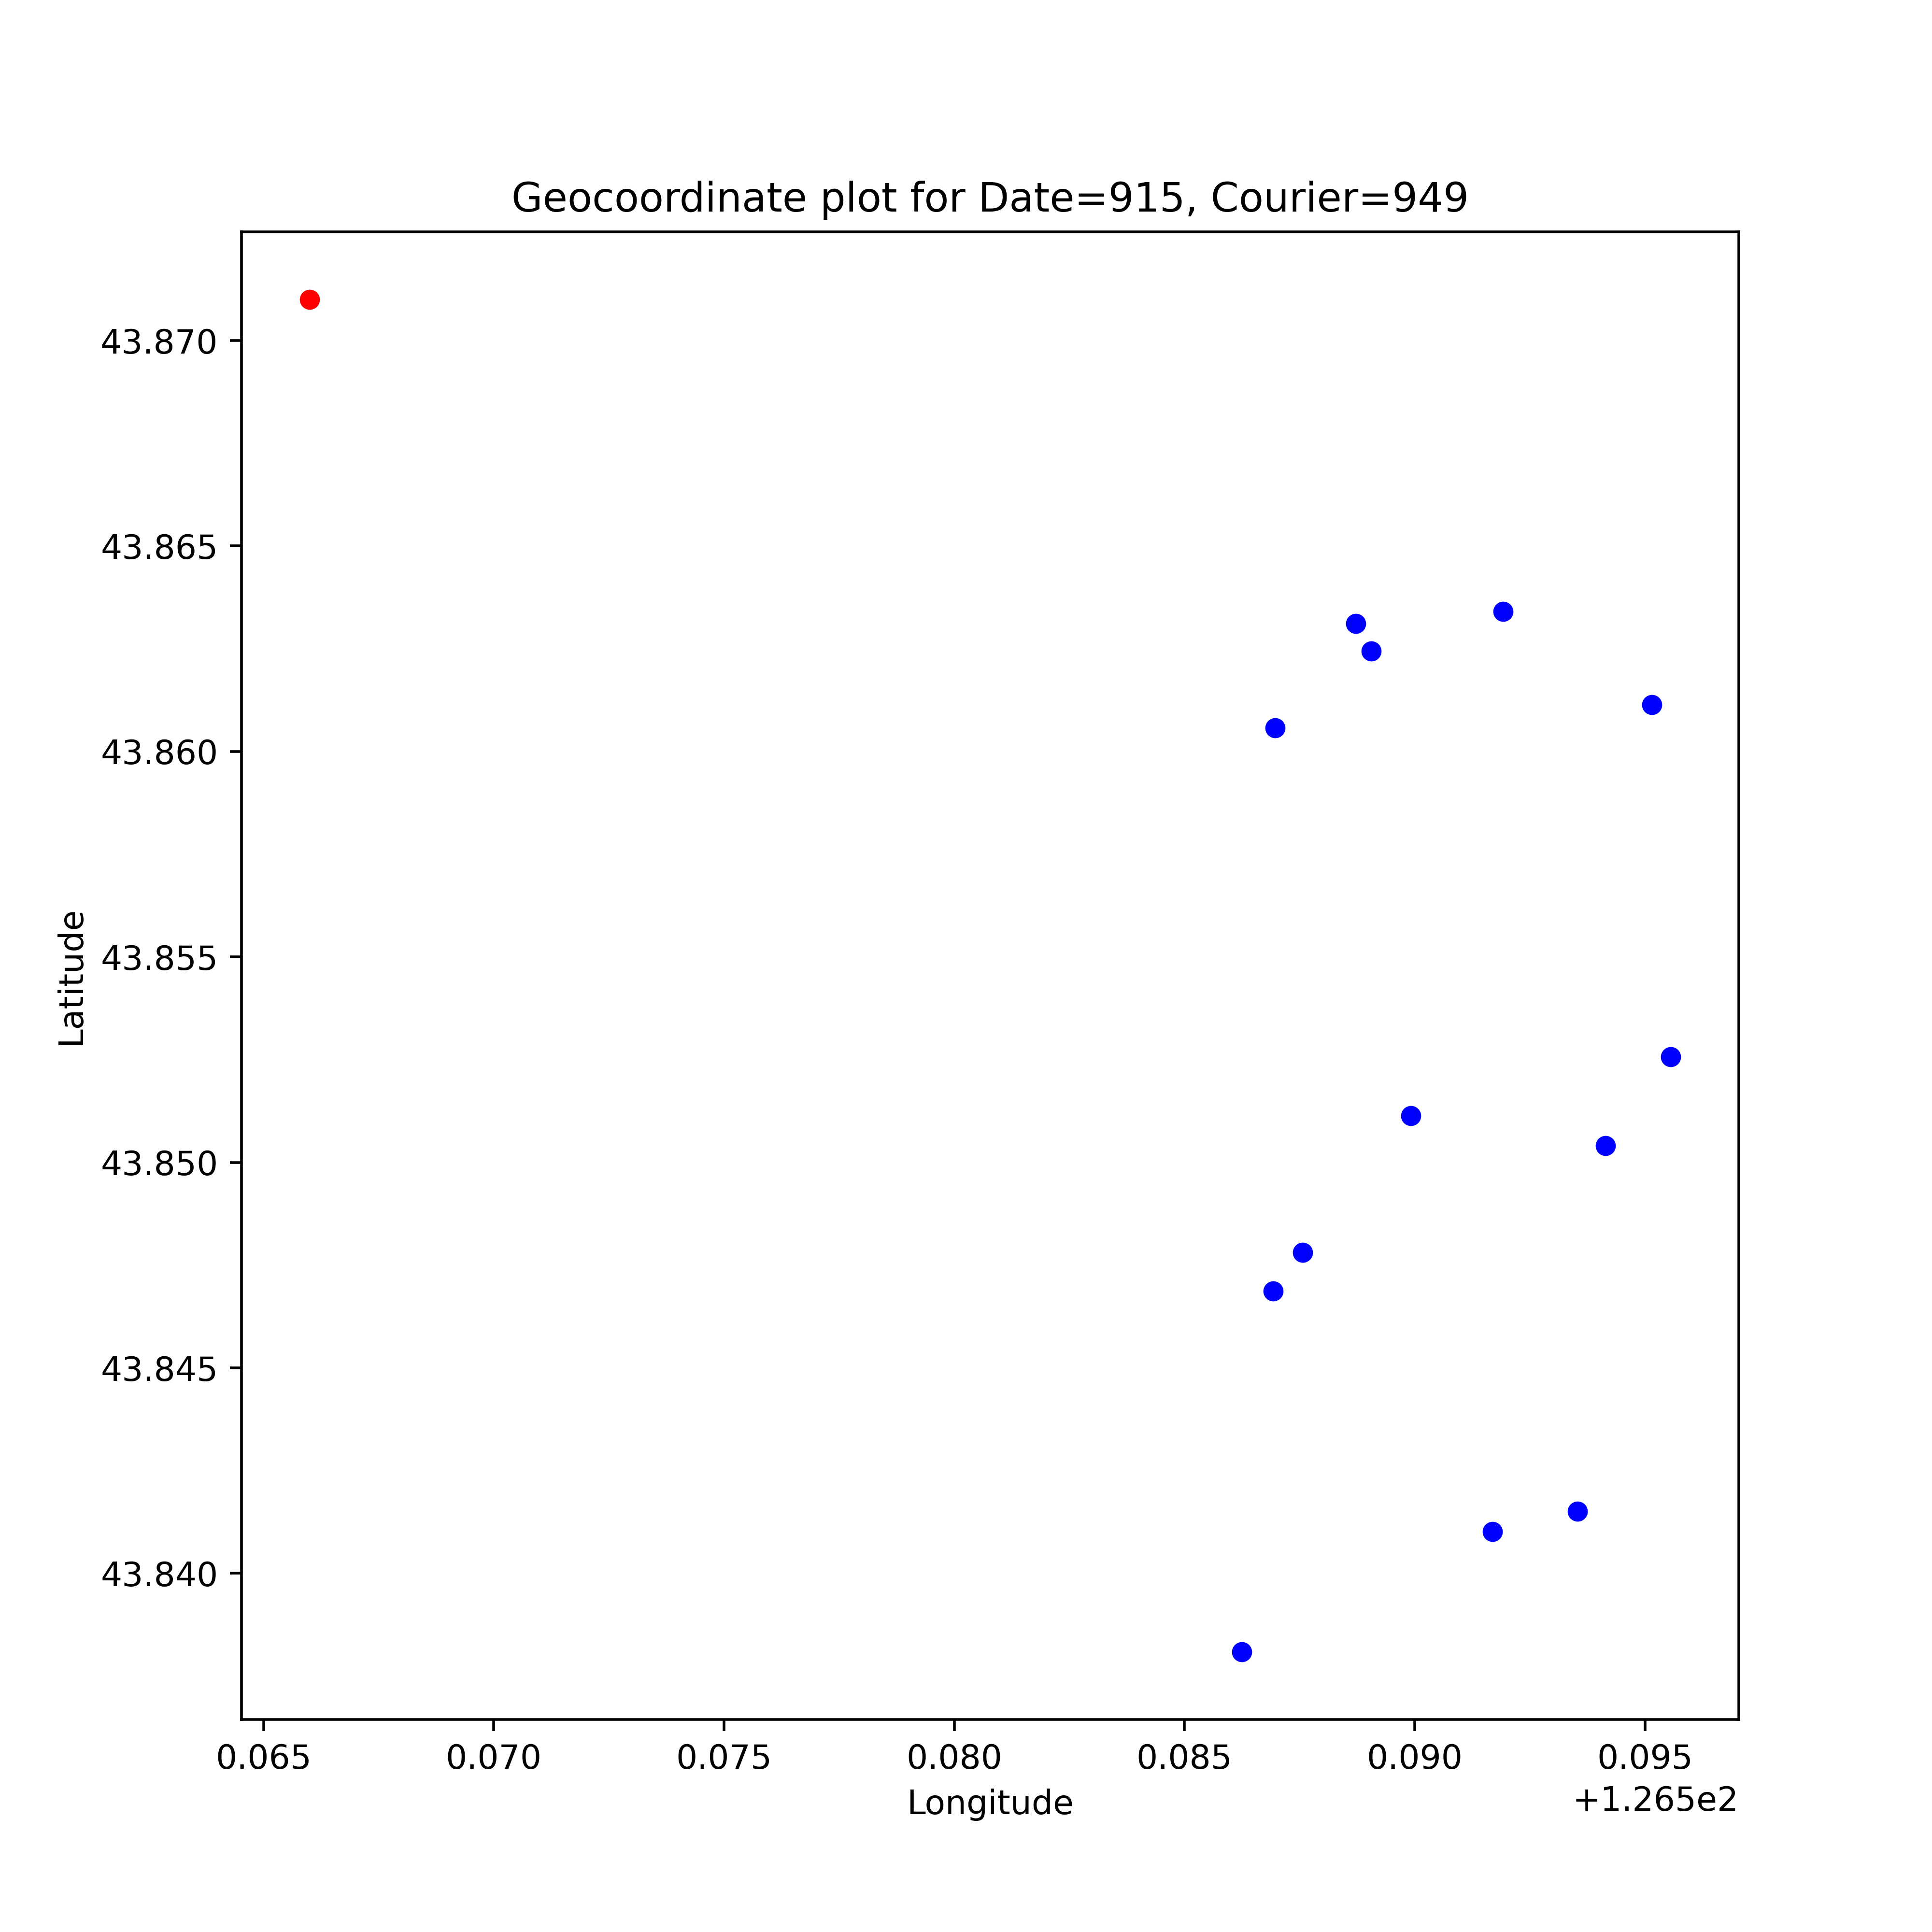 Geocoordinate plot for Date=915, Courier=949
43.870
43.865
43.860
43.855
43.850
43.845
43.840
Latitude
0.065 0.070 0.075 0.080 0.085 0.090 0.095
+1.265e2
Longitude